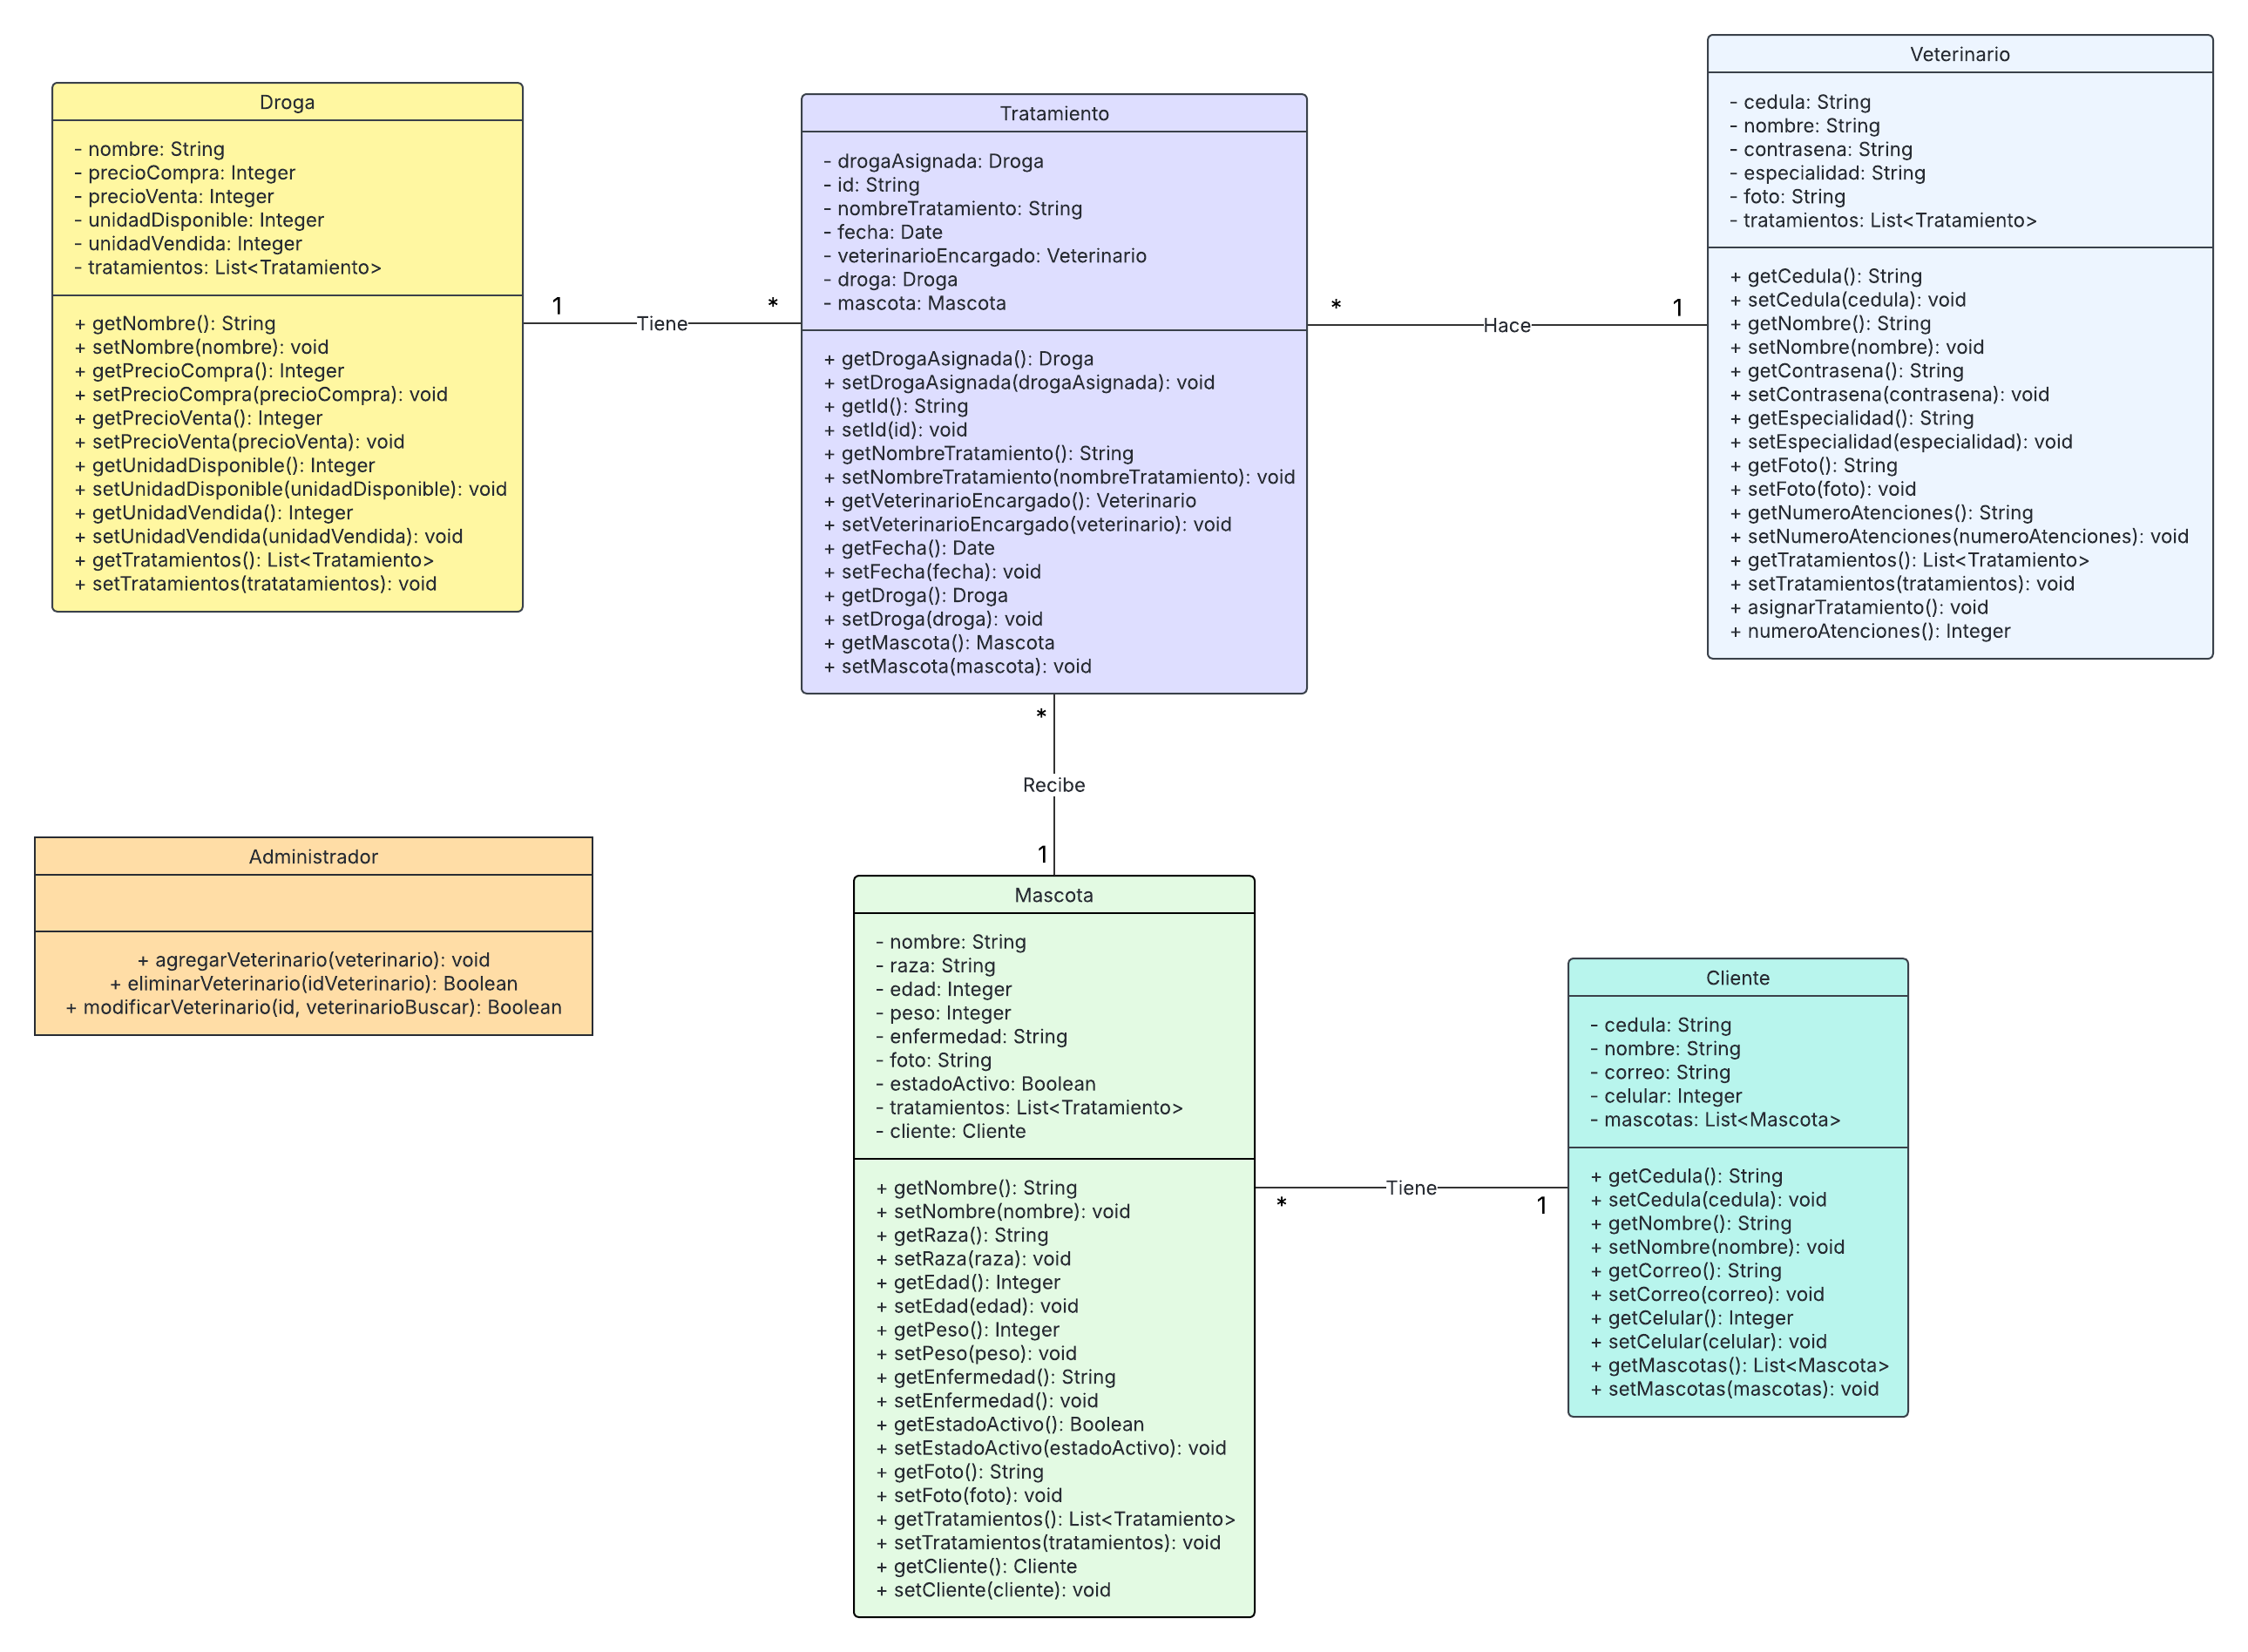 Droga
- nombre: String
- precioCompra: Integer
- precioVenta: Integer
- unidadDisponible: Integer
- unidadVendida: Integer
- tratamientos: List<Tratamiento>
+ getNombre(): String
+ setNombre(nombre): void
+ getPrecioCompra(): Integer
+ setPrecioCompra(precioCompra): void
+ getPrecioVenta(): Integer
+ setPrecioVenta(precioVenta): void
+ getUnidadDisponible(): Integer
+ setUnidadDisponible(unidadDisponible): void
+ getUnidadVendida(): Integer
+ setUnidadVendida(unidadVendida): void
+ getTratamientos(): List<Tratamiento>
+ setTratamientos(tratatamientos): void
1
Tiene
*
Tratamiento
- drogaAsignada: Droga
- id: String
- nombreTratamiento: String
- fecha: Date
- veterinarioEncargado: Veterinario
- droga: Droga
- mascota: Mascota
+ getDrogaAsignada(): Droga
+ setDrogaAsignada(drogaAsignada): void
+ getId(): String
+ setId(id): void
+ getNombreTratamiento(): String
+ setNombreTratamiento(nombreTratamiento): void
+ getVeterinarioEncargado(): Veterinario
+ setVeterinarioEncargado(veterinario): void
+ getFecha(): Date
+ setFecha(fecha): void
+ getDroga(): Droga
+ setDroga(droga): void
+ getMascota(): Mascota
+ setMascota(mascota): void
*
Hace
1
Veterinario
- cedula: String
- nombre: String
- contrasena: String
- especialidad: String
- foto: String
- tratamientos: List<Tratamiento>
+ getCedula(): String
+ setCedula(cedula): void
+ getNombre(): String
+ setNombre(nombre): void
+ getContrasena(): String
+ setContrasena(contrasena): void
+ getEspecialidad(): String
+ setEspecialidad(especialidad): void
+ getFoto(): String
+ setFoto(foto): void
+ getNumeroAtenciones(): String
+ setNumeroAtenciones(numeroAtenciones): void
+ getTratamientos(): List<Tratamiento>
+ setTratamientos(tratamientos): void
+ asignarTratamiento(): void
+ numeroAtenciones(): Integer
*
Recibe
1
Administrador
+ agregarVeterinario(veterinario): void
+ eliminarVeterinario(idVeterinario): Boolean
+ modificarVeterinario(id, veterinarioBuscar): Boolean
Mascota
- nombre: String
- raza: String
- edad: Integer
- peso: Integer
- enfermedad: String
- foto: String
- estadoActivo: Boolean
- tratamientos: List<Tratamiento>
- cliente: Cliente
+ getNombre(): String
+ setNombre(nombre): void
+ getRaza(): String
+ setRaza(raza): void
+ getEdad(): Integer
+ setEdad(edad): void
+ getPeso(): Integer
+ setPeso(peso): void
+ getEnfermedad(): String
+ setEnfermedad(): void
+ getEstadoActivo(): Boolean
+ setEstadoActivo(estadoActivo): void
+ getFoto(): String
+ setFoto(foto): void
+ getTratamientos(): List<Tratamiento>
+ setTratamientos(tratamientos): void
+ getCliente(): Cliente
+ setCliente(cliente): void
*
Tiene
1
Cliente
- cedula: String
- nombre: String
- correo: String
- celular: Integer
- mascotas: List<Mascota>
+ getCedula(): String
+ setCedula(cedula): void
+ getNombre(): String
+ setNombre(nombre): void
+ getCorreo(): String
+ setCorreo(correo): void
+ getCelular(): Integer
+ setCelular(celular): void
+ getMascotas(): List<Mascota>
+ setMascotas(mascotas): void